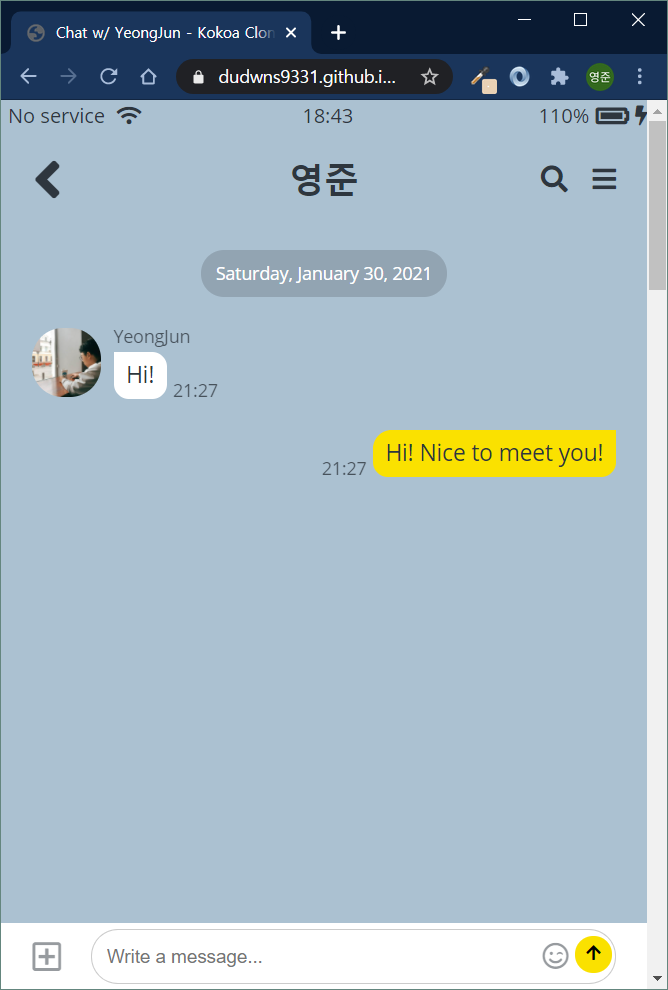 Chat w/ YeongJun - Kokoa Clon
영준
dudwns9331.github.i...
No service 18:43 110%
영준
Saturday, January 30, 2021
YeongJun
Hi! 21:27
21:27 Hi! Nice to meet you!
Write a message...